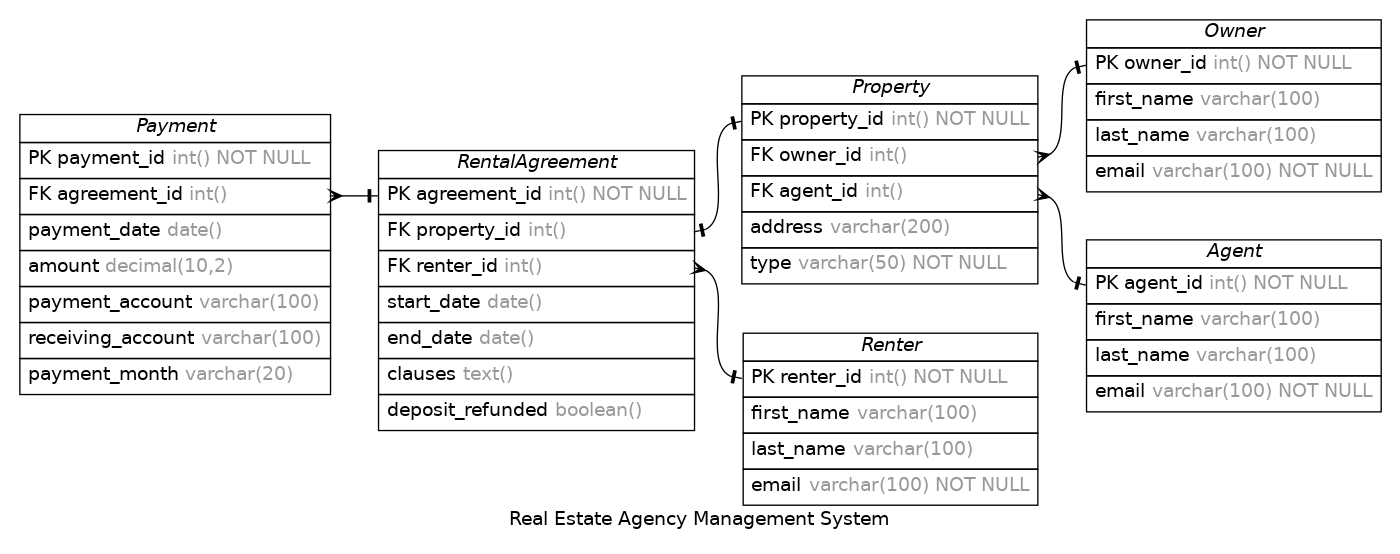 Payment
PK payment_id int() NOT NULL
FK agreement_id int()
payment_date date()
amount decimal(10,2)
payment_account varchar(100)
receiving_account varchar(100)
payment_month varchar(20)
RentalAgreement
PK agreement_id int() NOT NULL
FK property_id int()
FK renter_id int()
start_date date()
end_date date()
clauses text()
deposit_refunded boolean()
Property
PK property_id int() NOT NULL
FK owner_id int()
FK agent_id int()
address varchar(200)
type varchar(50) NOT NULL
Renter
PK renter_id int() NOT NULL
first_name varchar(100)
last_name varchar(100)
email varchar(100) NOT NULL
Owner
PK owner_id int() NOT NULL
first_name varchar(100)
last_name varchar(100)
email varchar(100) NOT NULL
Agent
PK agent_id int() NOT NULL
first_name varchar(100)
last_name varchar(100)
email varchar(100) NOT NULL
Real Estate Agency Management System